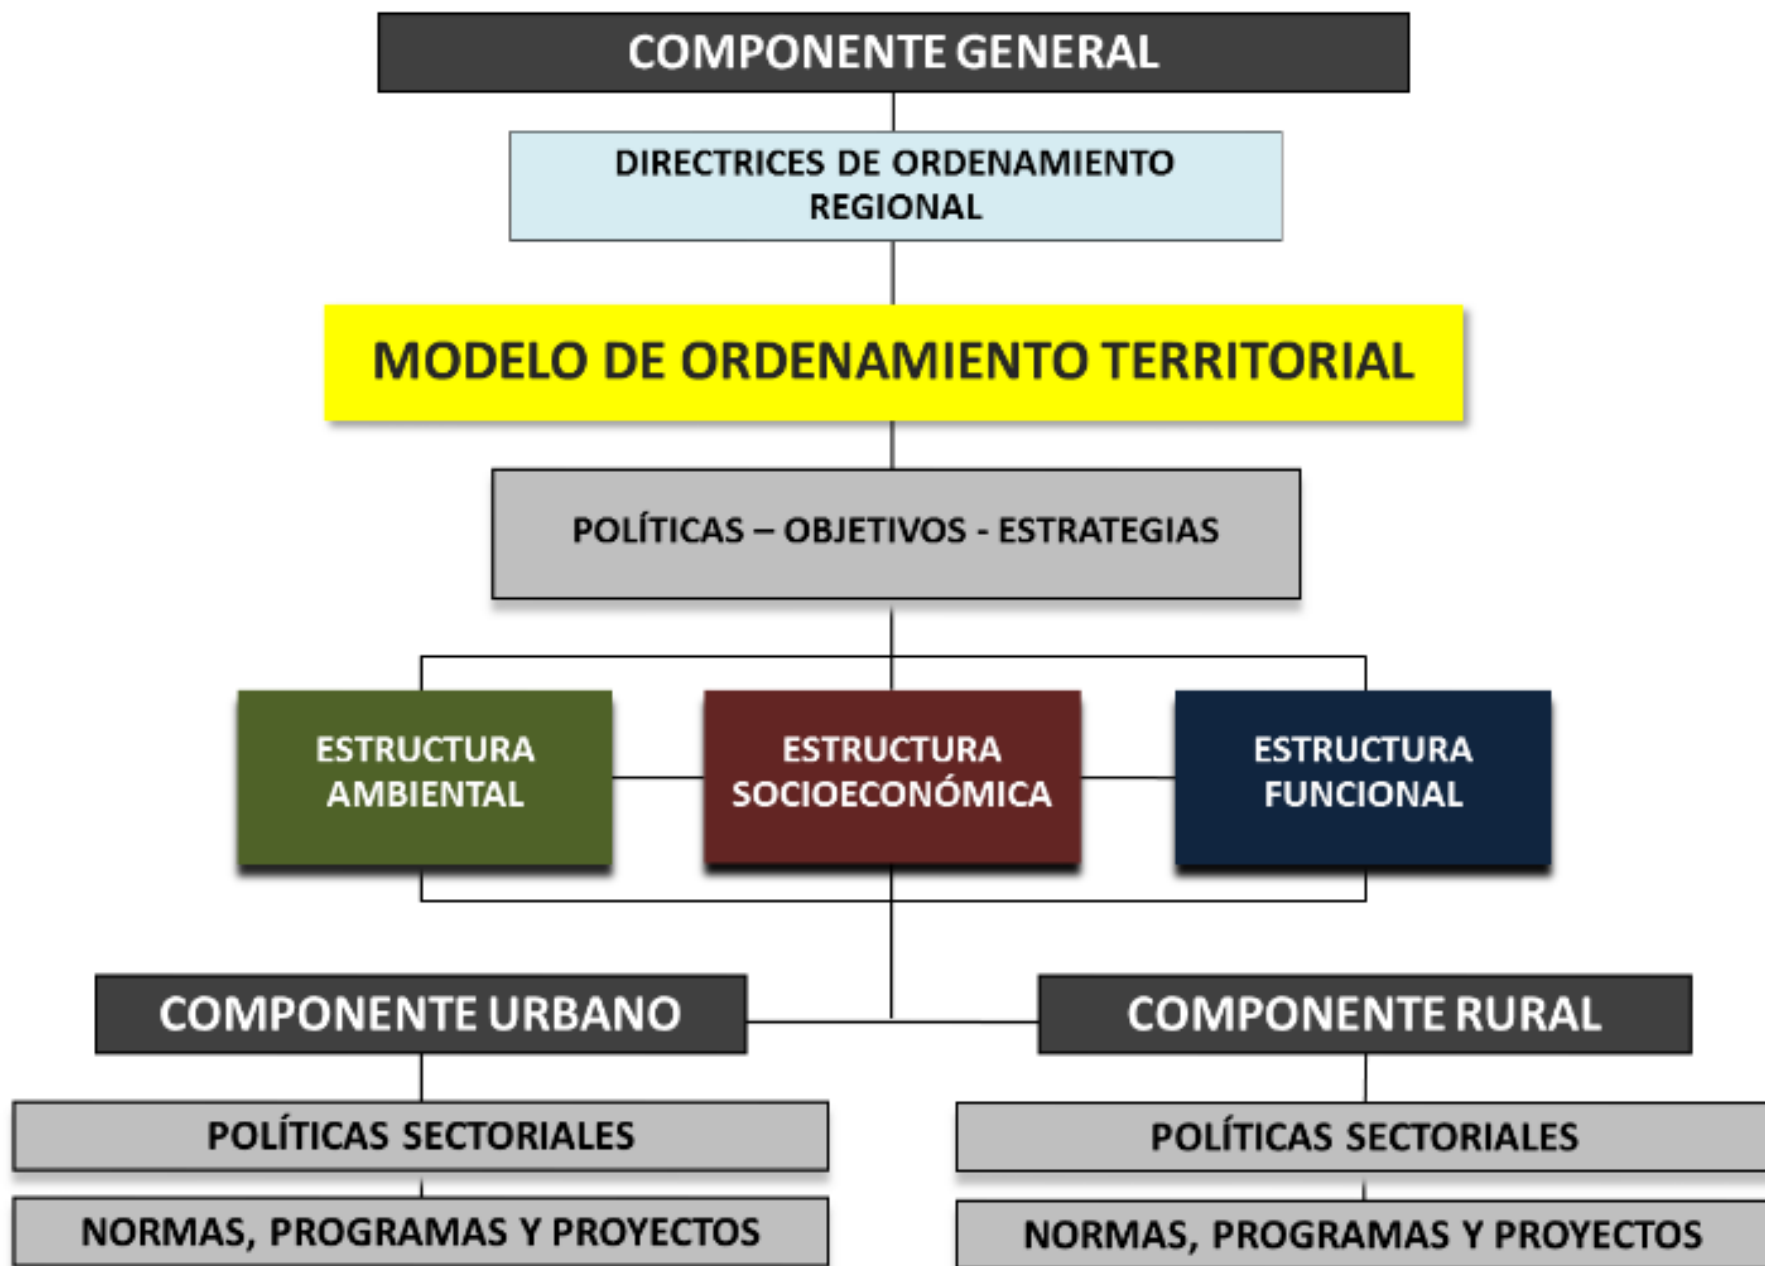 COMPONENTE GENERAL
DIRECTRICES DE ORDENAMIENTO
REGIONAL
MODELO DE ORDENAMIENTO TERRITORIAL
POLÍTICAS – OBJETIVOS - ESTRATEGIAS
ESTRUCTURA
AMBIENTAL
ESTRUCTURA
SOCIOECONÓMICA
ESTRUCTURA
FUNCIONAL
COMPONENTE URBANO
POLÍTICAS SECTORIALES
NORMAS, PROGRAMAS Y PROYECTOS
COMPONENTE RURAL
POLÍTICAS SECTORIALES
NORMAS, PROGRAMAS Y PROYECTOS